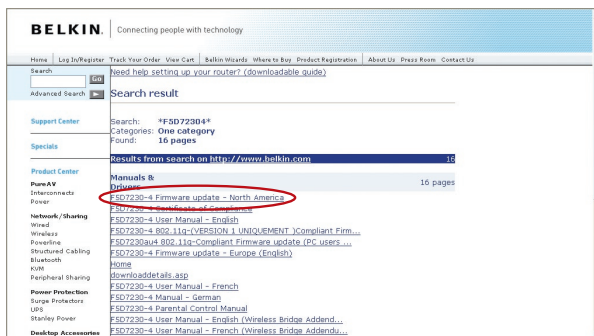 BELKIN.
Connecting people with technology
Home Log In/Register Track Your Order View Cart Belkin Wizards Where to Buy Product Registration About Us Press Room Contact Us
Search
Go
Advanced Search
Support Center
Specials
Product Center
PureAV
Interconnects
Power
Network/Sharing
Wired
Wireless
Powerline
Structured Cabling
Bluetooth
KVM
Peripheral Sharing
Power Protection
Surge Protectors
UPS
Stanley Power
Desktop Accessories
Need help setting up your router? (downloadable guide)
Search result
Search: *F5D72304*
Categories: One category
Found: 16 pages
Results from search on http://www.belkin.com 16
Manuals &
Drivers
16 pages
F5D7230-4 Firmware update - North America
F5D7230-4 Certificate of Compliance
F5D7230-4 User Manual - English
F5D7230-4 802.11g-(VERSION 1 UNIQUEMENT )Compliant Firm...
F5D7230au4 802.11g-Compliant Firmware update (PC users ...
F5D7230-4 Firmware update - Europe (English)
Home
downloaddetails.asp
F5D7230-4 User Manual - French
F5D7230-4 Manual - German
F5D7230-4 Parental Control Manual
F5D7230-4 User Manual - English (Wireless Bridge Addend...
F5D7230-4 User Manual - French (Wireless Bridge Addendu...